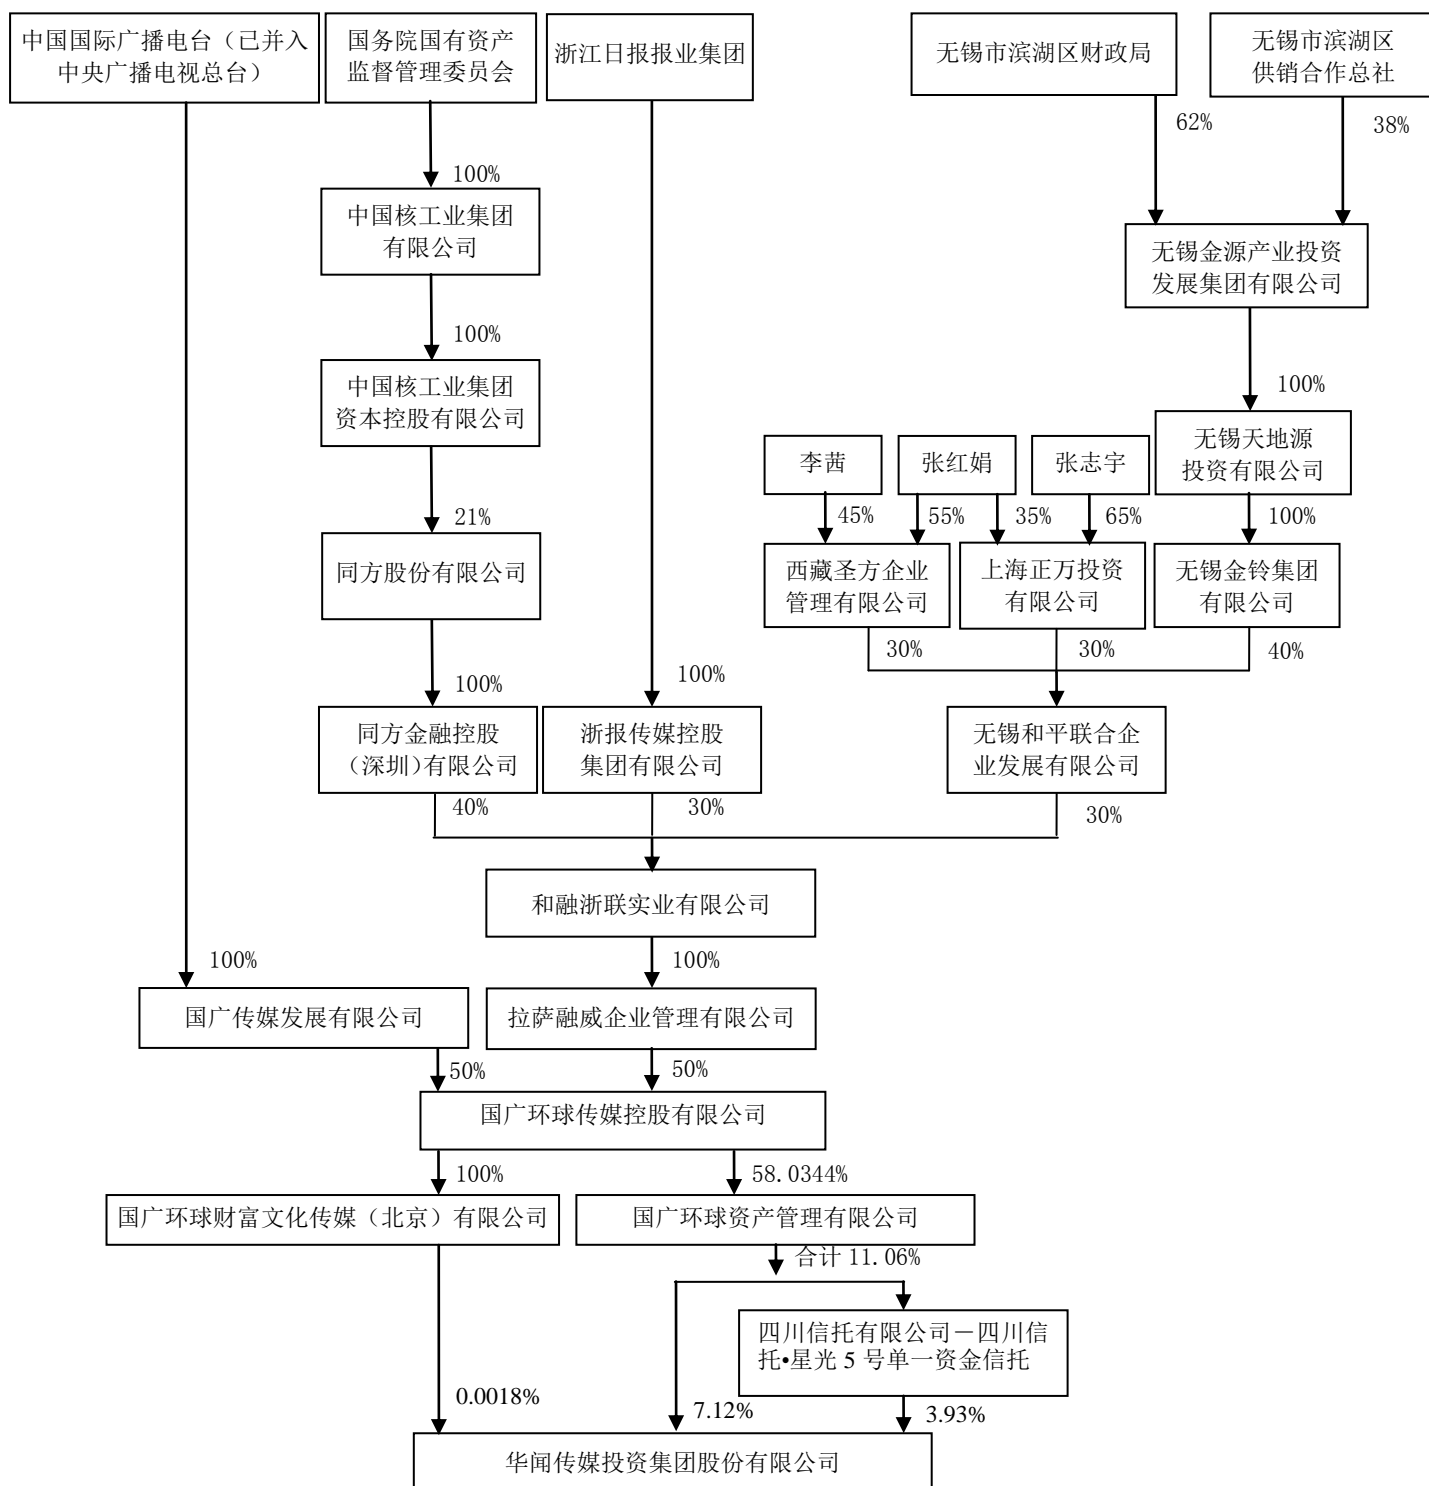 中国国际广播电台（已并入
中央广播电视总台）
国务院国有资产
监督管理委员会
浙江日报报业集团
无锡市滨湖区财政局
无锡市滨湖区
供销合作总社
62%
38%
100%
中国核工业集团
有限公司
无锡金源产业投资
发展集团有限公司
100%
中国核工业集团
资本控股有限公司
100%
无锡天地源
投资有限公司
李茜
张红娟
张志宇
21%
45%
55%
35%
65%
100%
同方股份有限公司
西藏圣方企业
管理有限公司
上海正万投资
有限公司
无锡金铃集团
有限公司
30%
30%
40%
100%
100%
同方金融控股
（深圳）有限公司
浙报传媒控股
集团有限公司
无锡和平联合企
业发展有限公司
40%
30%
30%
和融浙联实业有限公司
100%
100%
国广传媒发展有限公司
拉萨融威企业管理有限公司
50%
50%
国广环球传媒控股有限公司
100%
58.0344%
国广环球财富文化传媒（北京）有限公司
国广环球资产管理有限公司
合计 11.06%
四川信托有限公司－四川信
托•星光 5 号单一资金信托
0.0018%
7.12%
3.93%
华闻传媒投资集团股份有限公司